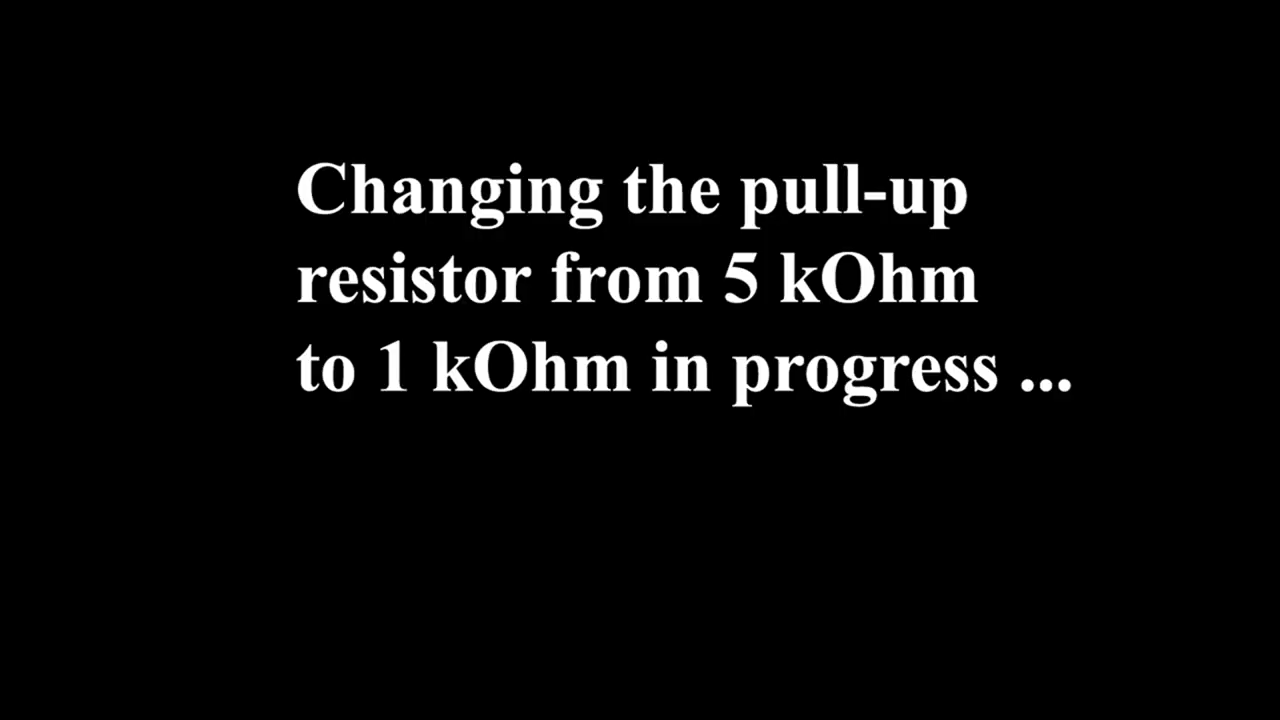 Changing the pull-up
resistor from 5 kOhm
to 1 kOhm in progress ...